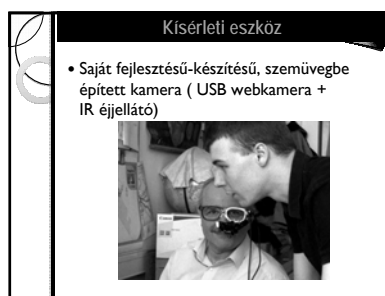 Kísérleti eszköz
• Saját fejlesztésű-készítésű, szemüvegbe
épített kamera ( USB webkamera +
IR éjjellátó)